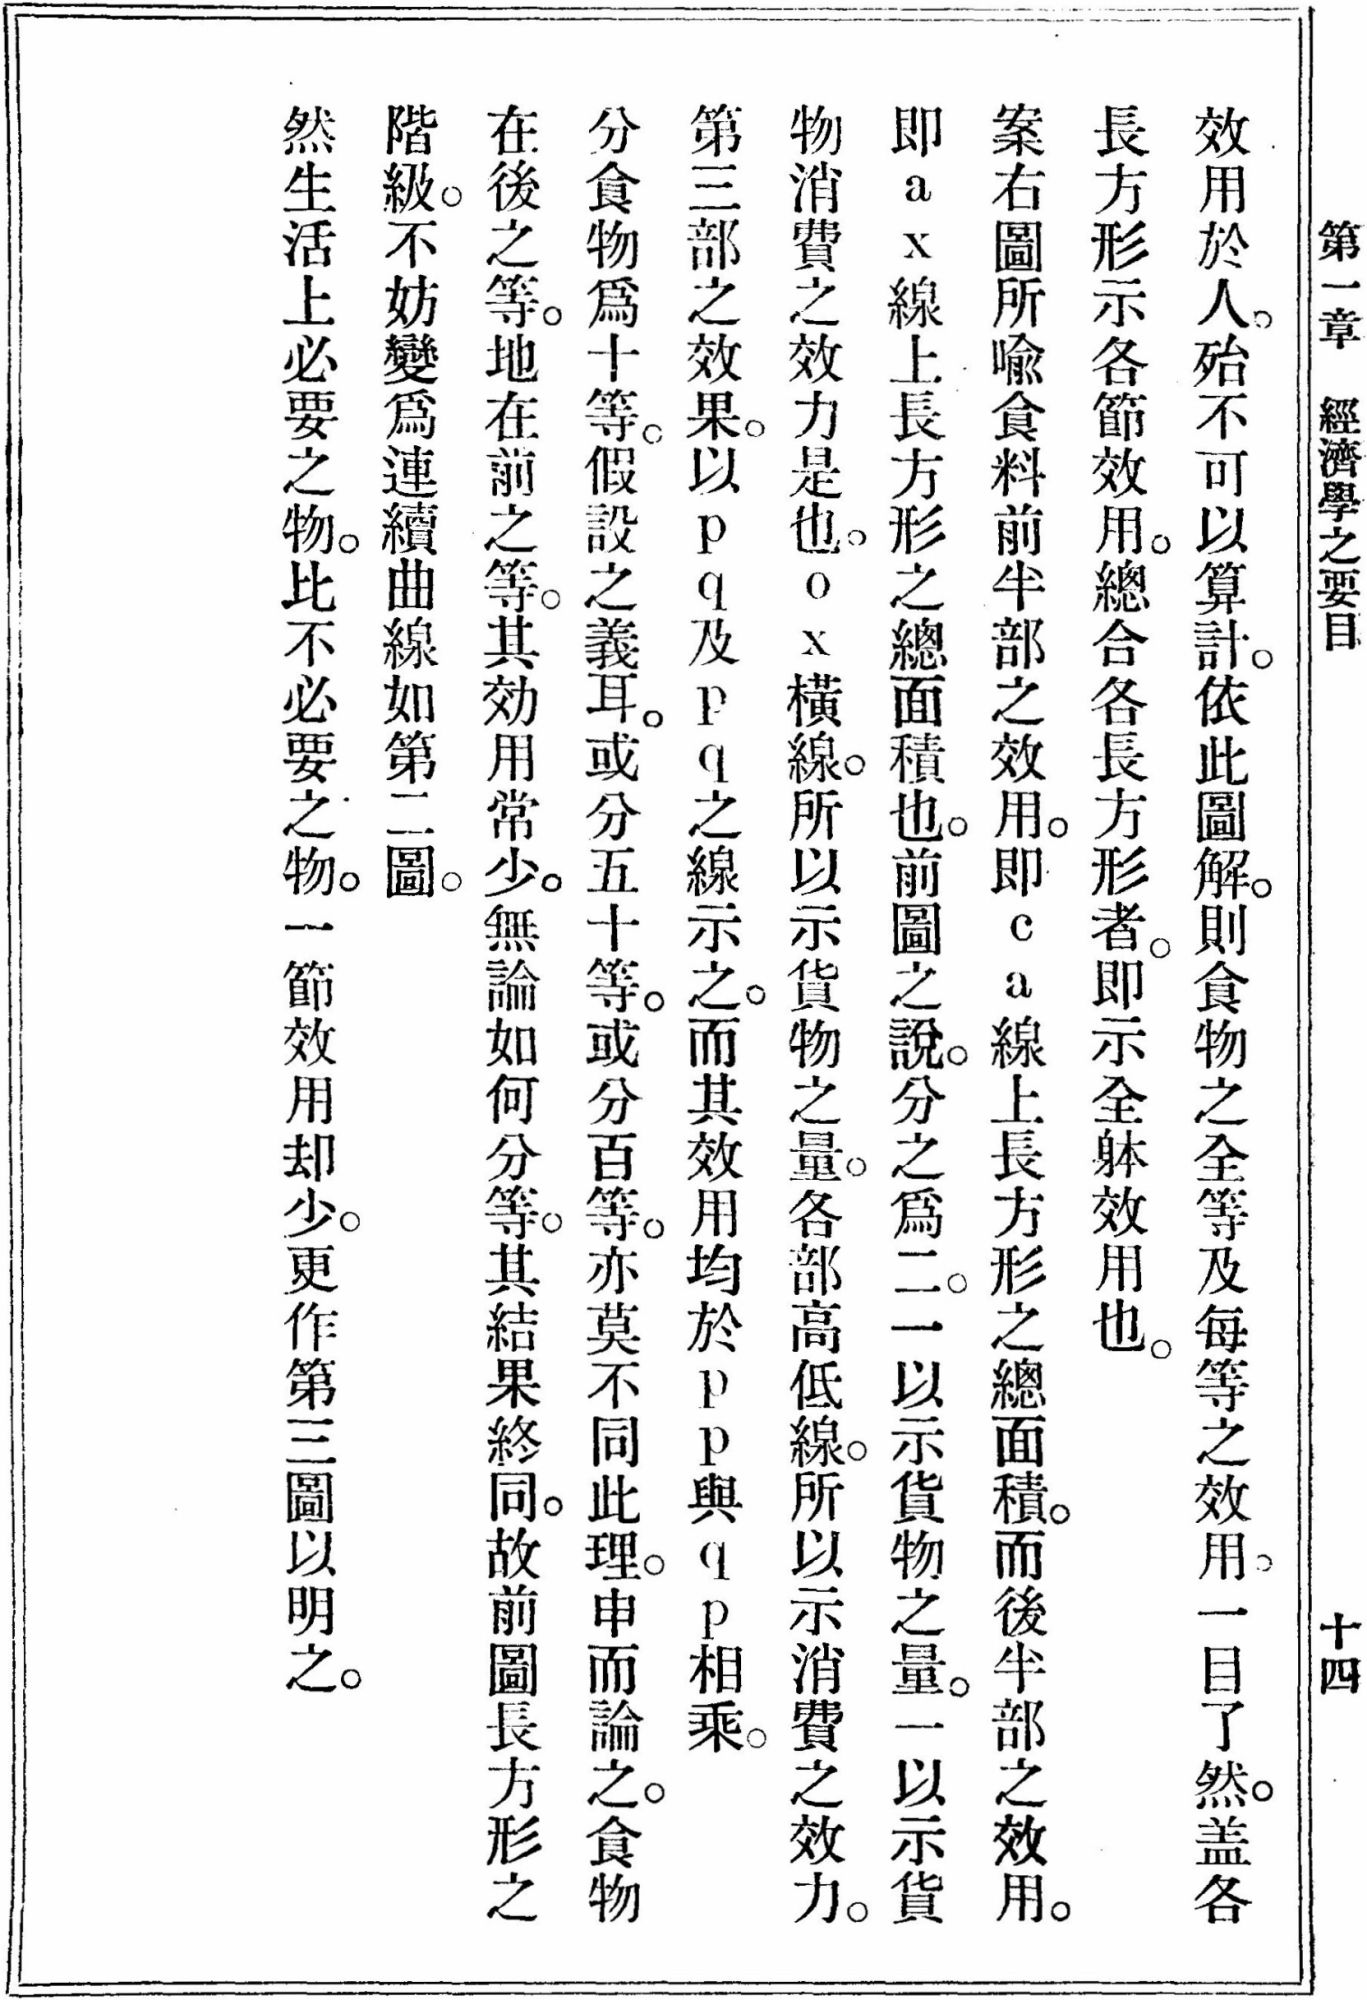 第一章　經濟學之要目　十四
效用於人。殆不可以算計。依此圖解。則食物之全等及每等之效用。一目了然。盖各
長方形示各節效用。總合各長方形者。即示全躰效用也。
案右圖所喩食料前半部之效用。即ca線上長方形之總面積。而後半部之效用。
即ax線上長方形之總面積也。前圖之說。分之爲二。一以示貨物之量。一以示貨
物消費之效力是也。ox橫線。所以示貨物之量。各部高低線。所以示消費之效力。
第三部之效果。以pq及pq之線示之。而其效用均於pp與qp相乘。
分食物爲十等。假設之義耳。或分五十等。或分百等。亦莫不同此理。申而論之。食物
在後之等。地在前之等。其効用常少。無論如何分等。其結果終同。故前圖長方形之
階級。不妨變爲連續曲線如第二圖。
然生活上必要之物。比不必要之物。一節效用却少。更作第三圖以明之。